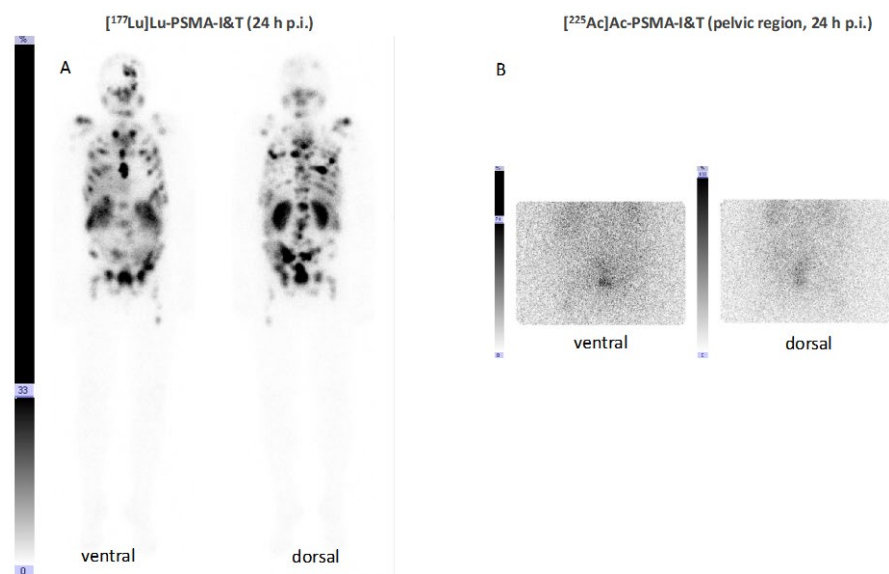 [¹⁷⁷Lu]Lu-PSMA-I&T (24 h p.i.)
[²²⁵Ac]Ac-PSMA-I&T (pelvic region, 24 h p.i.)
%
A
B
33
0
ventral
dorsal
ventral
dorsal